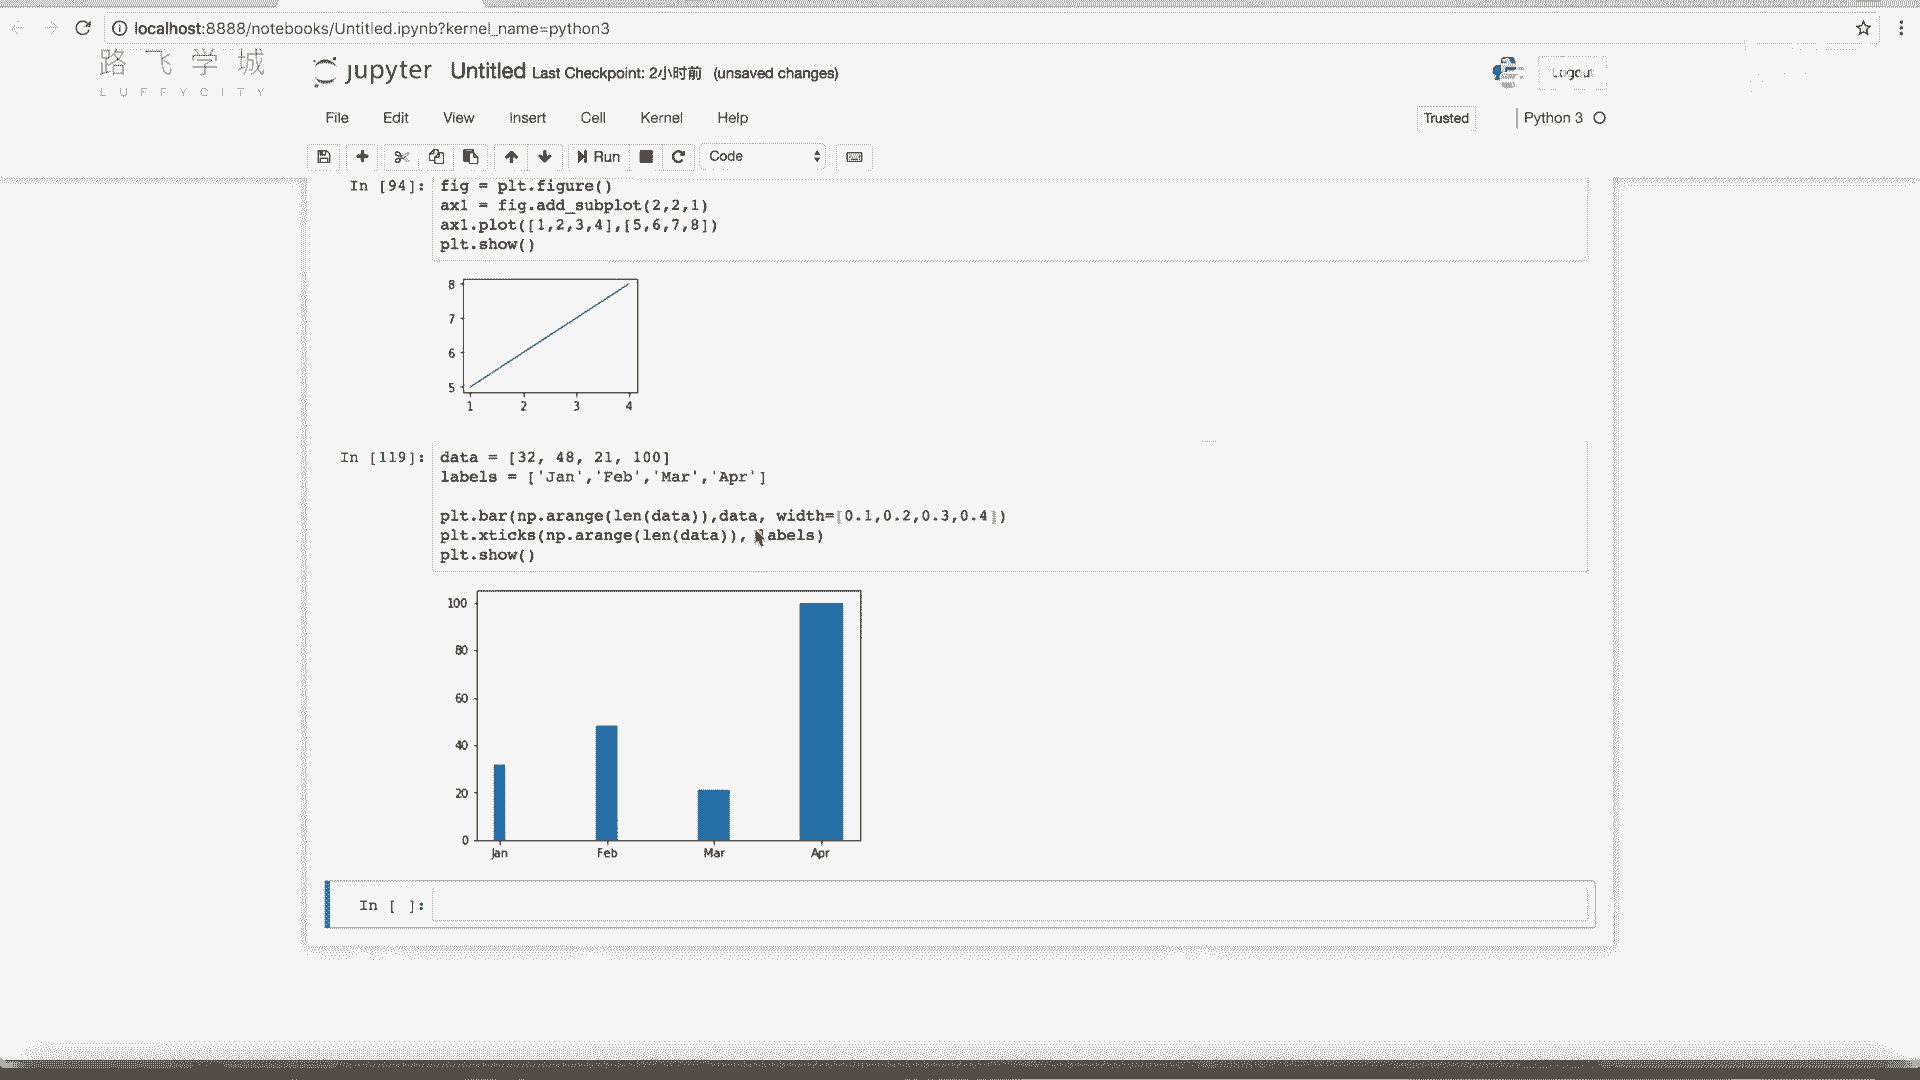 localhost:8888/notebooks/Untitled.ipynb?kernel_name=python3
路飞学城
LUFFYCITY
jupyter Untitled Last Checkpoint: 2小时前 (unsaved changes)
Logout
File Edit View Insert Cell Kernel Help
Trusted Python 3
Run Code
In [94]: fig = plt.figure()
ax1 = fig.add_subplot(2,2,1)
ax1.plot([1,2,3,4],[5,6,7,8])
plt.show()
8
7
6
5
1 2 3 4
In [119]: data = [32, 48, 21, 100]
labels = ['Jan','Feb','Mar','Apr']
plt.bar(np.arange(len(data)),data, width=[0.1,0.2,0.3,0.4])
plt.xticks(np.arange(len(data)), labels)
plt.show()
100
80
60
40
20
0
Jan Feb Mar Apr
In [ ]: